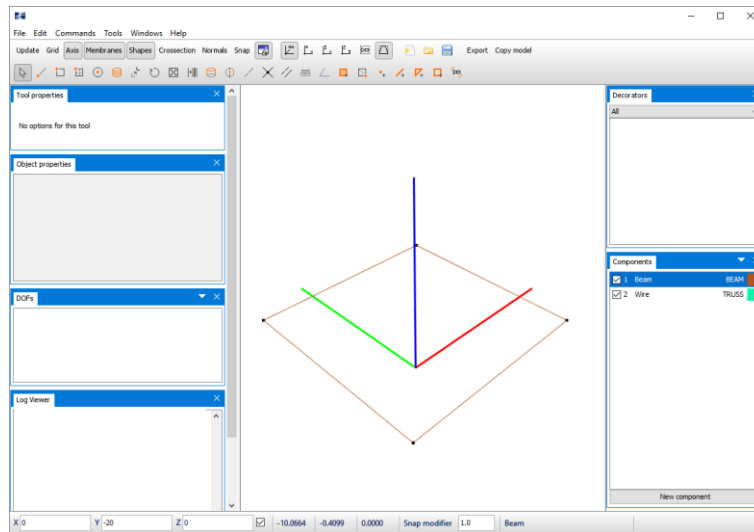 File Edit Commands Tools Windows Help
Update Grid Axis Membranes Shapes Crossection Normals Snap Export Copy model
Tool properties
No options for this tool
Object properties
DOFs
Log Viewer
Decorators
All
Components
1 Beam BEAM
2 Wire TRUSS
New component
X 0 Y -20 Z 0 -10.0664 -0.4099 0.0000 Snap modifier 1.0 Beam